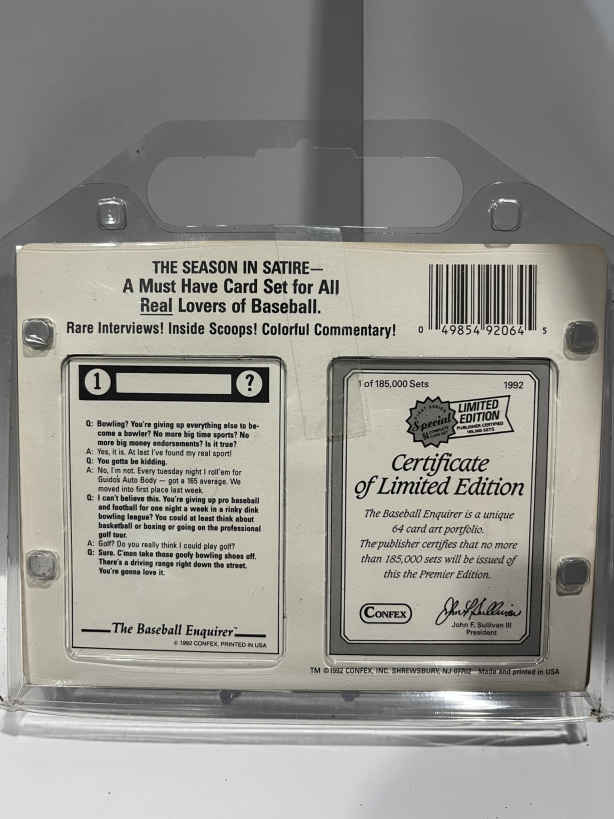 THE SEASON IN SATIRE—
A Must Have Card Set for All
Real Lovers of Baseball.
Rare Interviews! Inside Scoops! Colorful Commentary!
0 49854 92064 5
1 ?
Q: Bowling? You're giving up everything else to be-
come a bowler? No more big time sports? No
more big money endorsements? Is it true?
A: Yes, it is. At last I've found my real sport!
Q: You gotta be kidding.
A: No, I'm not. Every tuesday night I roll'em for
Guido's Auto Body — got a 165 average. We
moved into first place last week.
Q: I can't believe this. You're giving up pro baseball
and football for one night a week in a rinky dink
bowling league? You could at least think about
basketball or boxing or going on the professional
golf tour.
A: Golf? Do you really think I could play golf?
Q: Sure. C'mon take those goofy bowling shoes off.
There's a driving range right down the street.
You're gonna love it.
The Baseball Enquirer™
© 1992 CONFEX, PRINTED IN USA
1 of 185,000 Sets 1992
FIRST SERIES
Special
LIMITED
EDITION
PUBLISHER CERTIFIED
185,000 SETS
Certificate
of Limited Edition
The Baseball Enquirer is a unique
64 card art portfolio.
The publisher certifies that no more
than 185,000 sets will be issued of
this the Premier Edition.
CONFEX
John F. Sullivan
John F. Sullivan III
President
TM ©1992 CONFEX, INC. SHREWSBURY, NJ 07702 Made and printed in USA